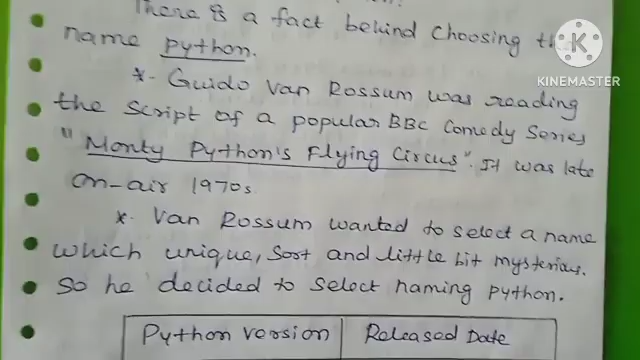 There is a fact behind choosing the
name python.
*. Guido Van Rossum was reading
the script of a popular BBC Comedy Series
"Monty Python's Flying Circus". It was late
on-air 1970s.
*. Van Rossum wanted to select a name
which unique, sort and little bit mysterious.
So he decided to select naming python.
Python version | Released Date
KINEMASTER